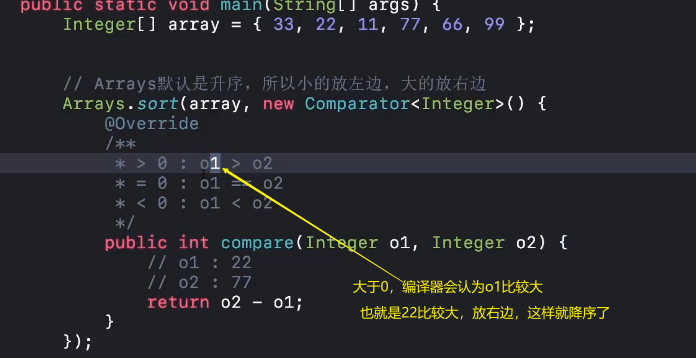 public static void main(String[] args) {
Integer[] array = { 33, 22, 11, 77, 66, 99 };
// Arrays默认是升序，所以小的放左边，大的放右边
Arrays.sort(array, new Comparator<Integer>() {
@Override
/**
* > 0 : o1 > o2
* = 0 : o1 == o2
* < 0 : o1 < o2
*/
public int compare(Integer o1, Integer o2) {
// o1 : 22
大于0，编译器会认为o1比较大
// o2 : 77
return o2 - o1;
也就是22比较大，放右边，这样就降序了
}
});